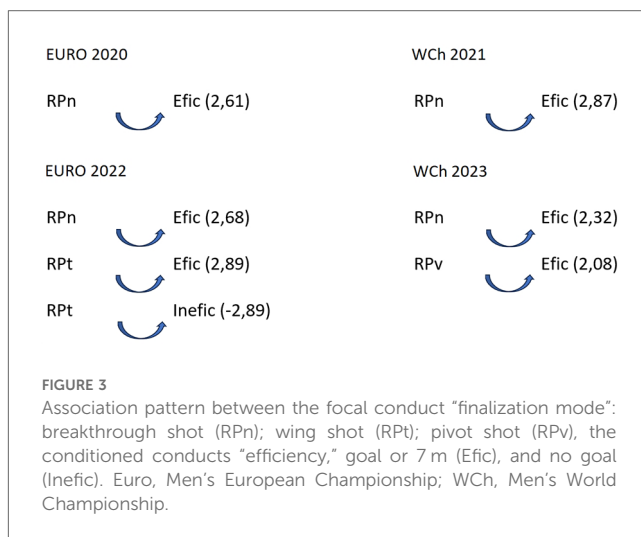 EURO 2020
RPn Efic (2,61)
WCh 2021
RPn Efic (2,87)
EURO 2022
RPn Efic (2,68)
RPt Efic (2,89)
RPt Inefic (-2,89)
WCh 2023
RPn Efic (2,32)
RPv Efic (2,08)
FIGURE 3
Association pattern between the focal conduct "finalization mode":
breakthrough shot (RPn); wing shot (RPt); pivot shot (RPv), the
conditioned conducts "efficiency," goal or 7 m (Efic), and no goal
(Inefic). Euro, Men's European Championship; WCh, Men's World
Championship.